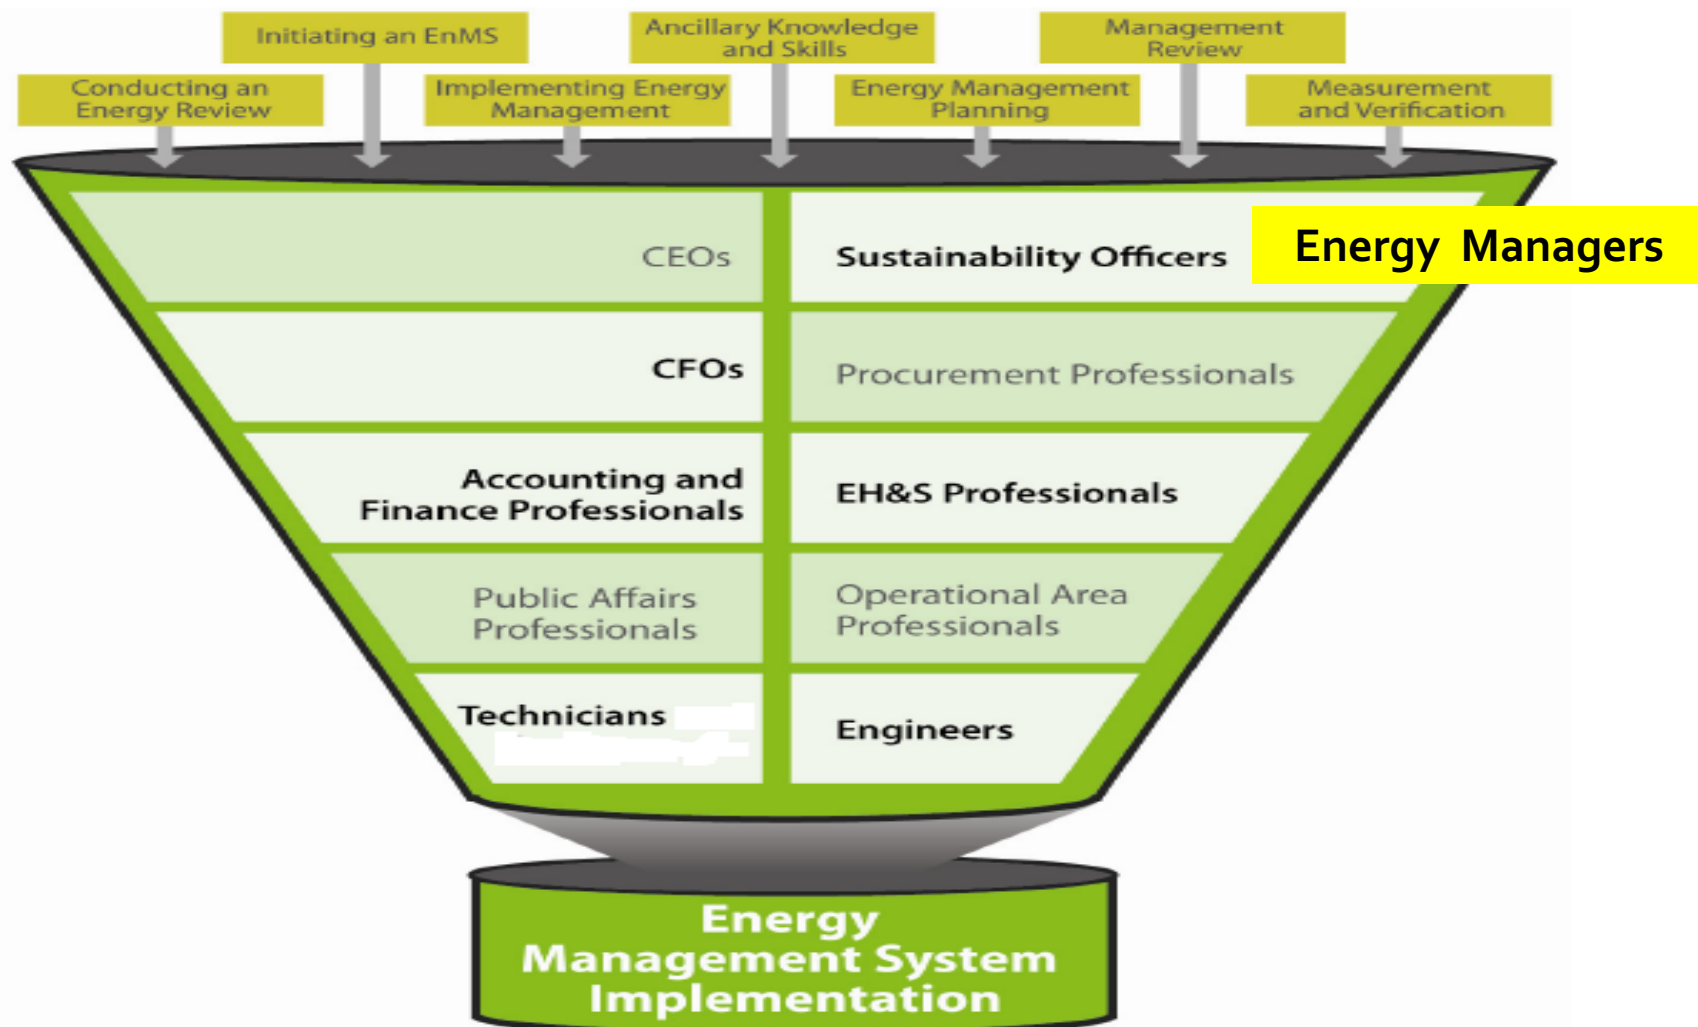 Initiating an EnMS
Ancillary Knowledge
and Skills
Management
Review
Conducting an
Energy Review
Implementing Energy
Management
Energy Management
Planning
Measurement
and Verification
CEOs
Sustainability Officers
Energy Managers
CFOs
Procurement Professionals
Accounting and
Finance Professionals
EH&S Professionals
Public Affairs
Professionals
Operational Area
Professionals
Technicians
Engineers
Energy
Management System
Implementation